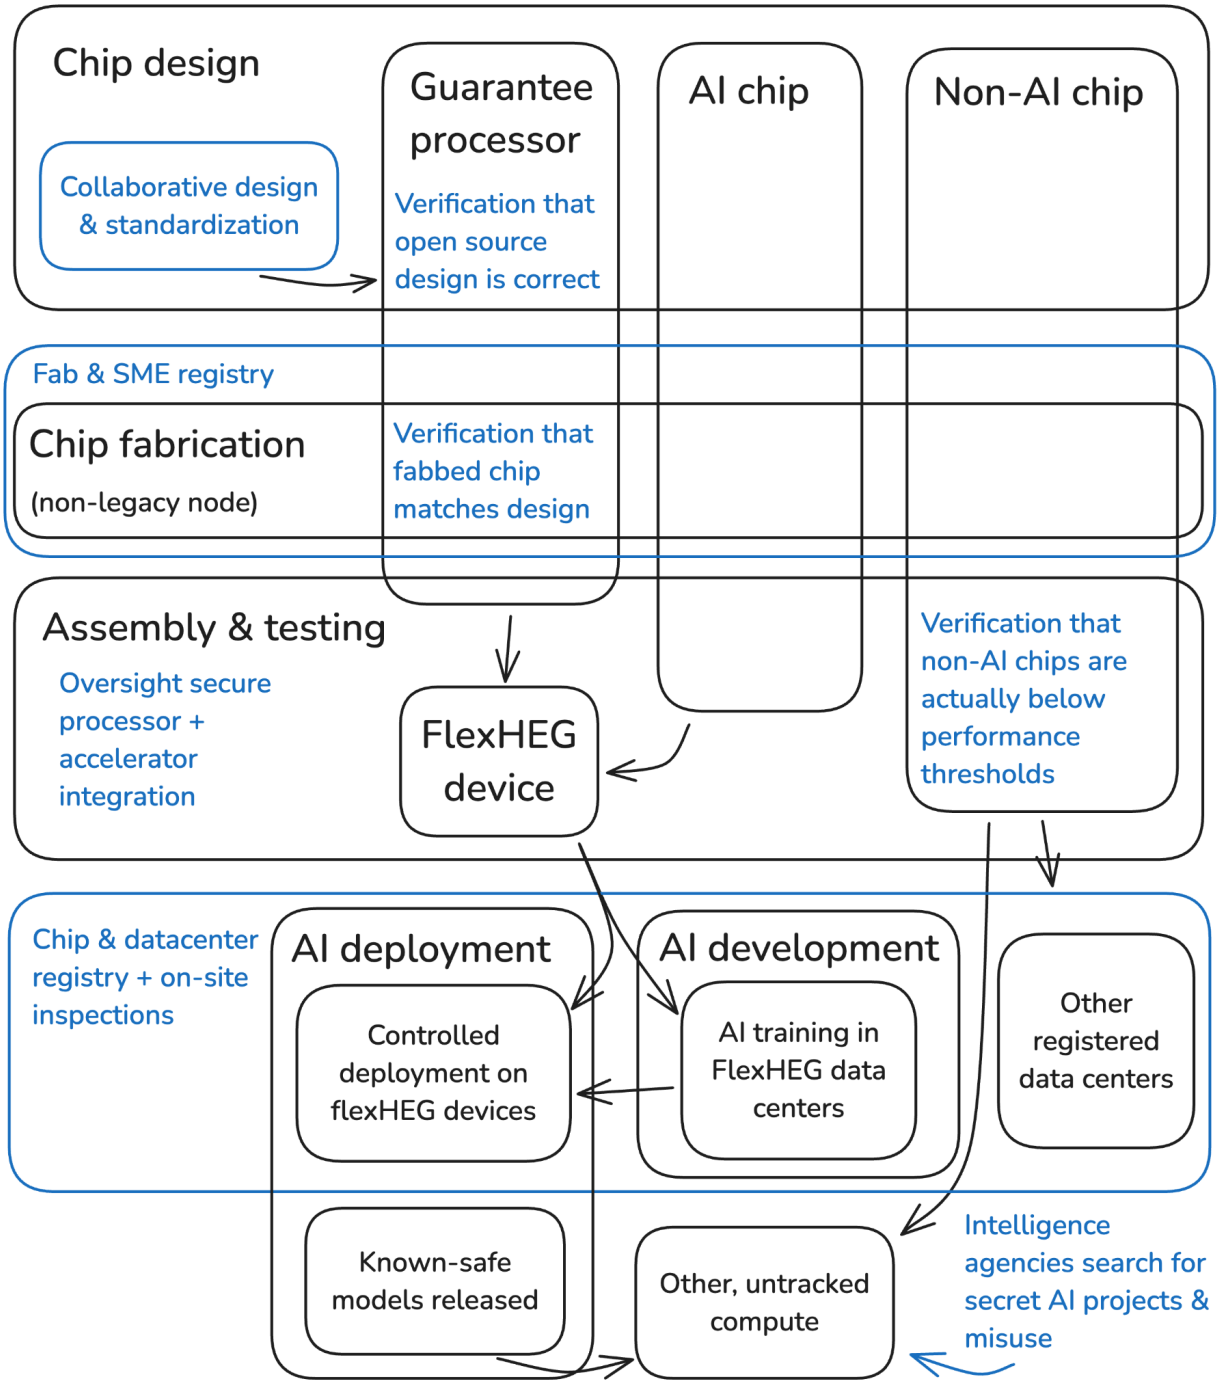 Chip design
Guarantee
processor
AI chip
Non-AI chip
Collaborative design
& standardization
Verification that
open source
design is correct
Fab & SME registry
Chip fabrication
(non-legacy node)
Verification that
fabbed chip
matches design
Assembly & testing
Oversight secure
processor +
accelerator
integration
FlexHEG
device
Verification that
non-AI chips are
actually below
performance
thresholds
Chip & datacenter
registry + on-site
inspections
AI deployment
Controlled
deployment on
flexHEG devices
AI development
AI training in
FlexHEG data
centers
Other
registered
data centers
Known-safe
models released
Other, untracked
compute
Intelligence
agencies search for
secret AI projects &
misuse